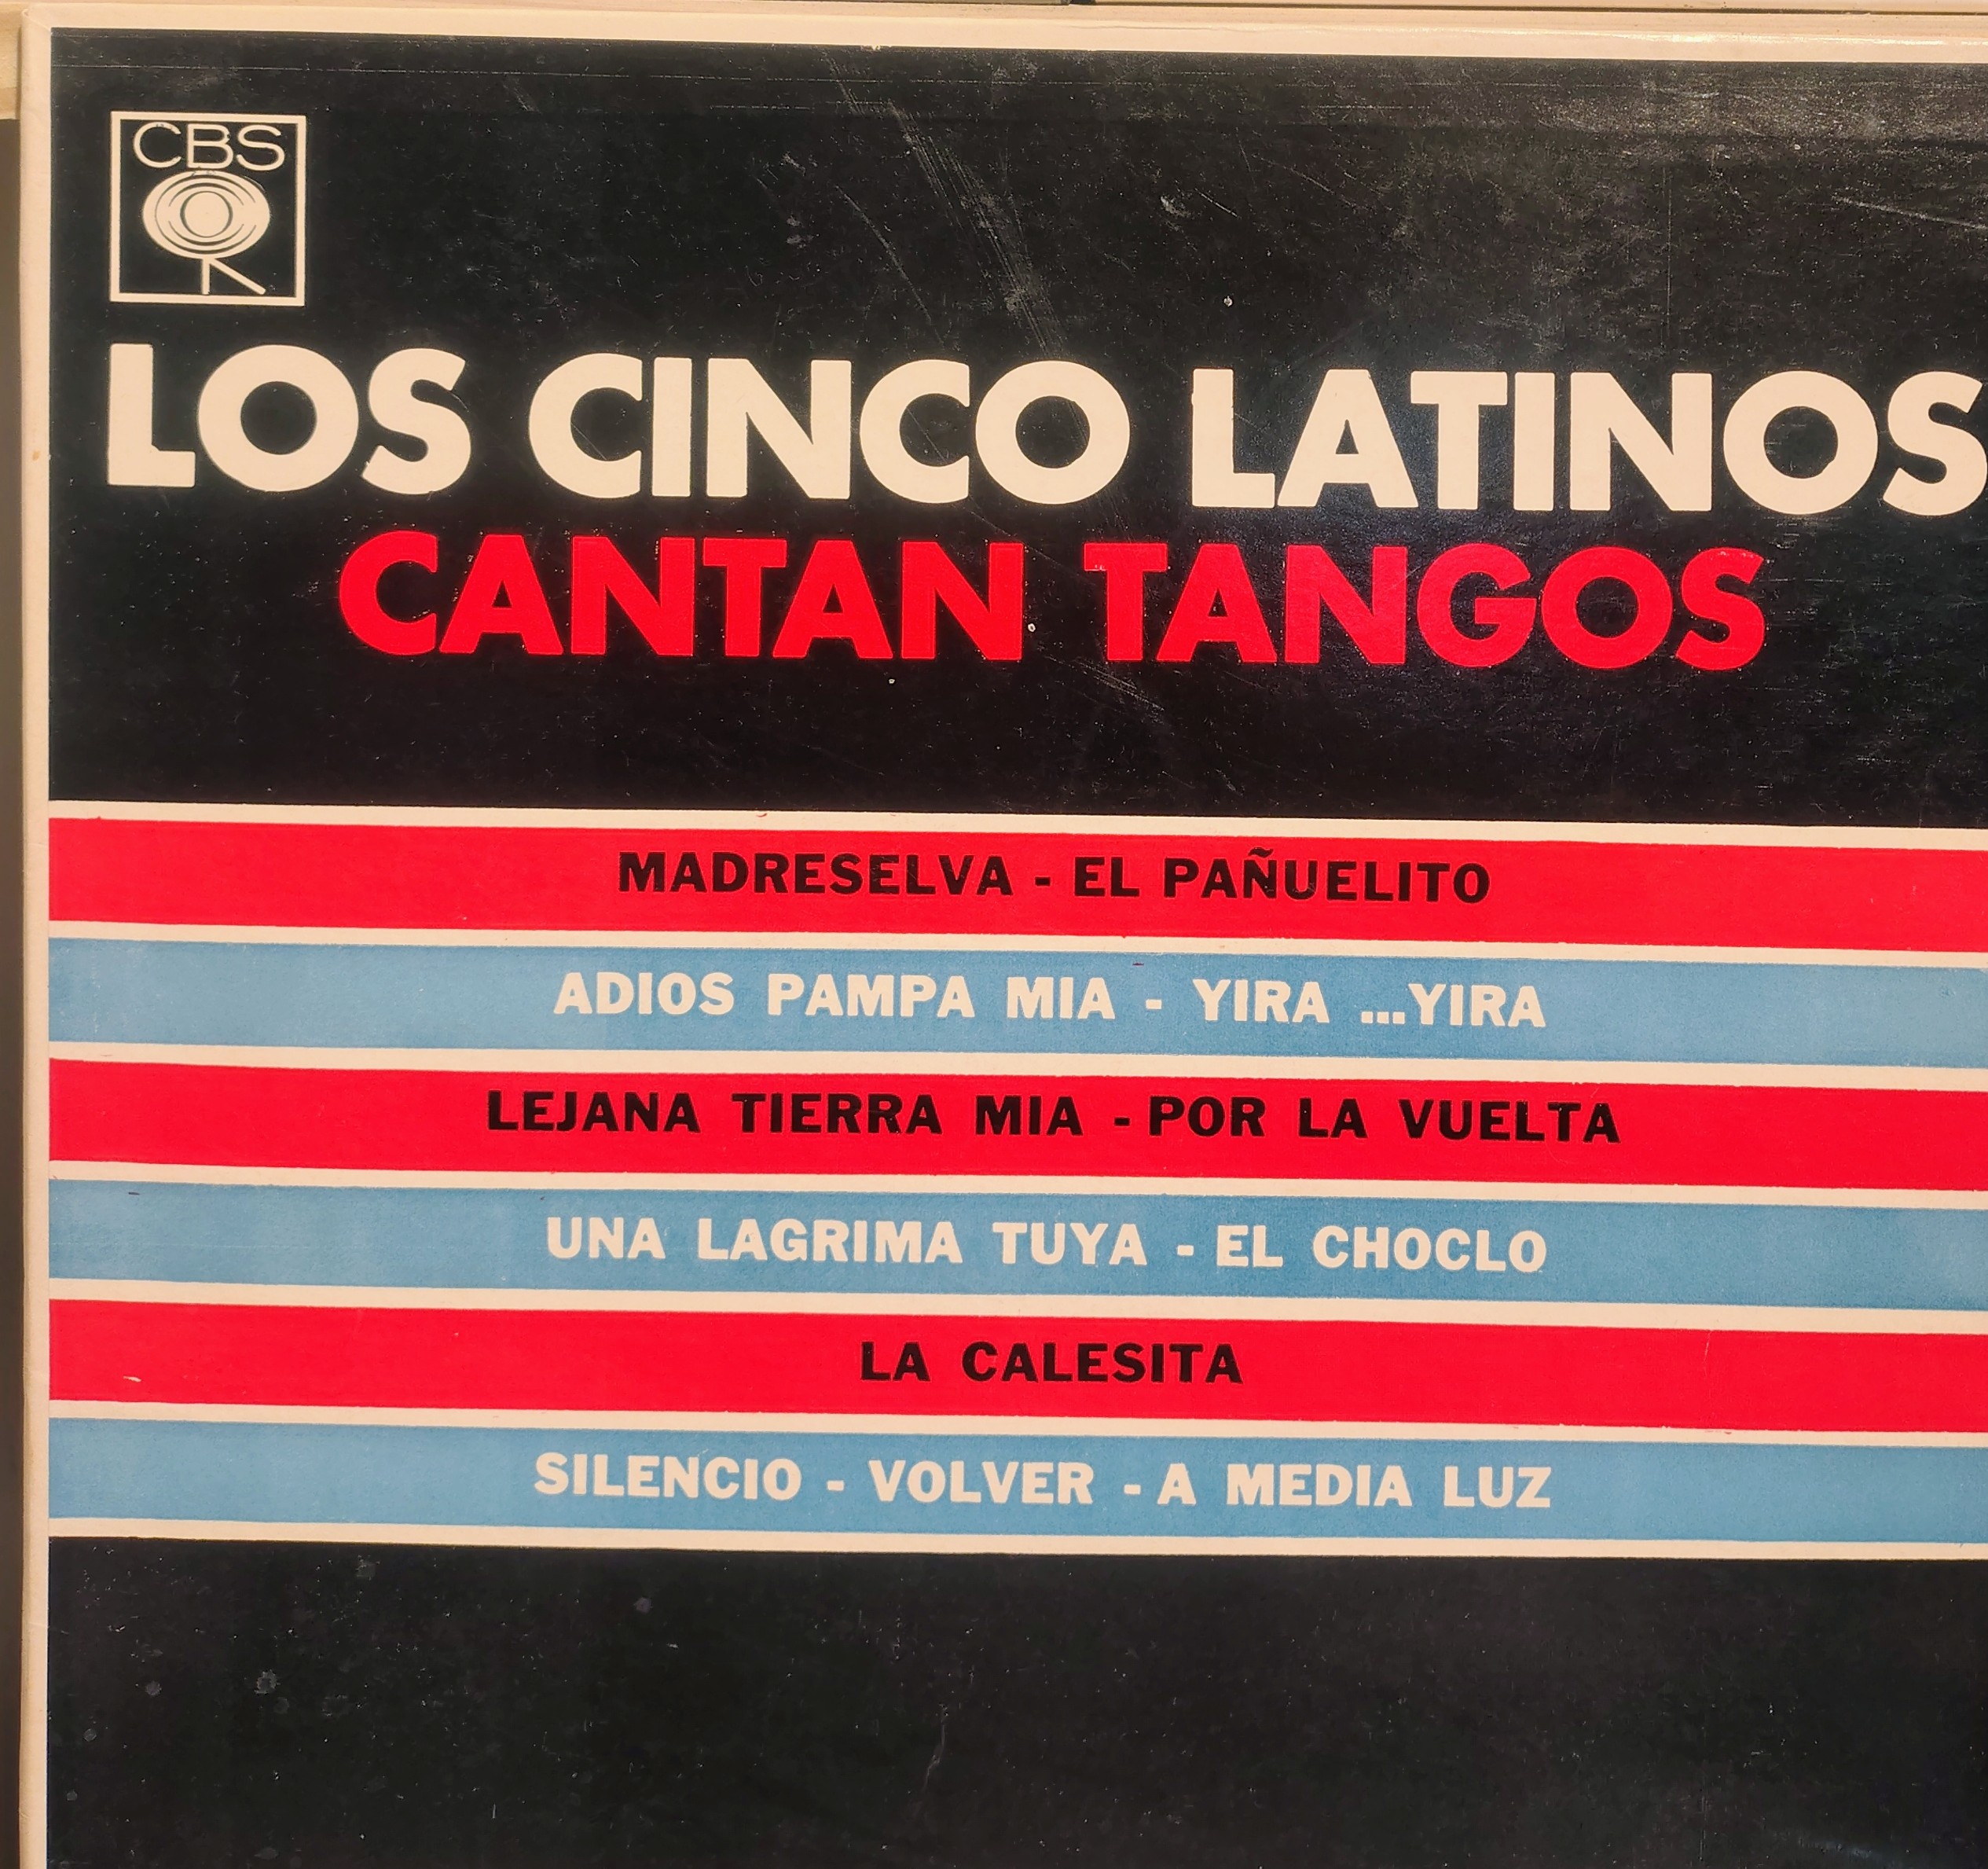 CBS
LOS CINCO LATINOS
CANTAN TANGOS
MADRESELVA - EL PAÑUELITO
ADIOS PAMPA MIA - YIRA ...YIRA
LEJANA TIERRA MIA - POR LA VUELTA
UNA LAGRIMA TUYA - EL CHOCLO
LA CALESITA
SILENCIO - VOLVER - A MEDIA LUZ